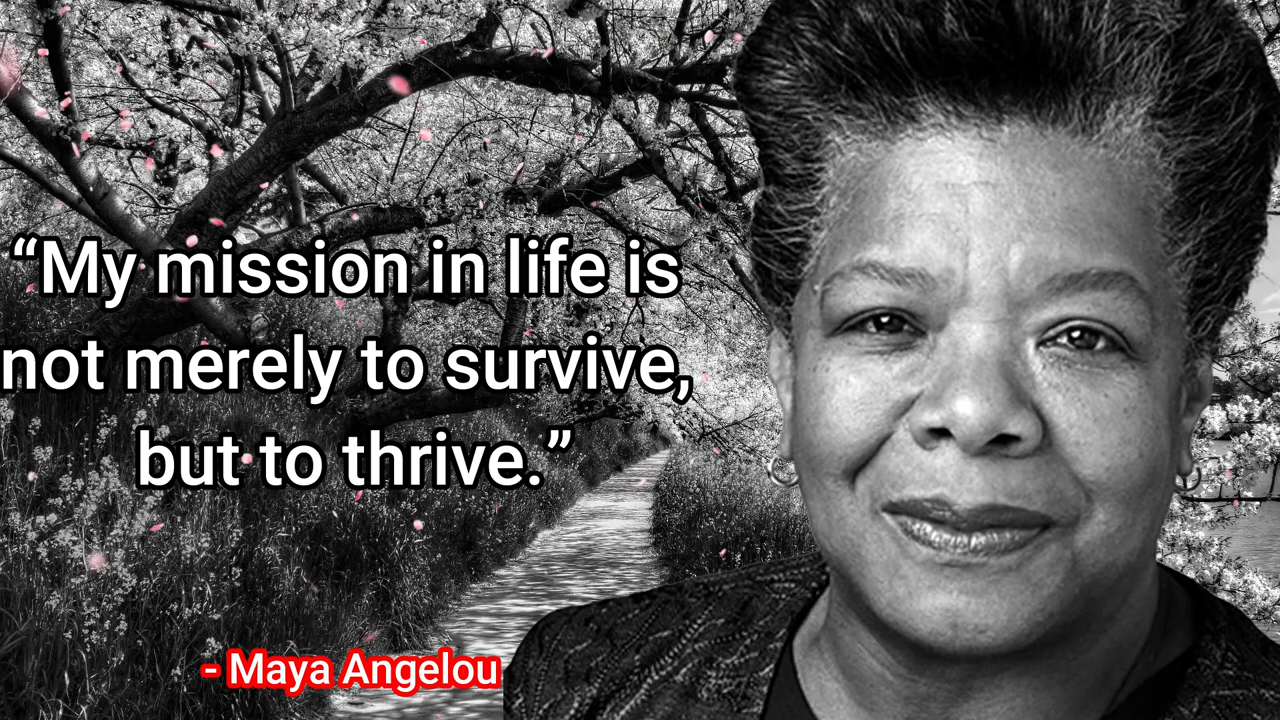 “My mission in life is
not merely to survive,
but to thrive.”
- Maya Angelou